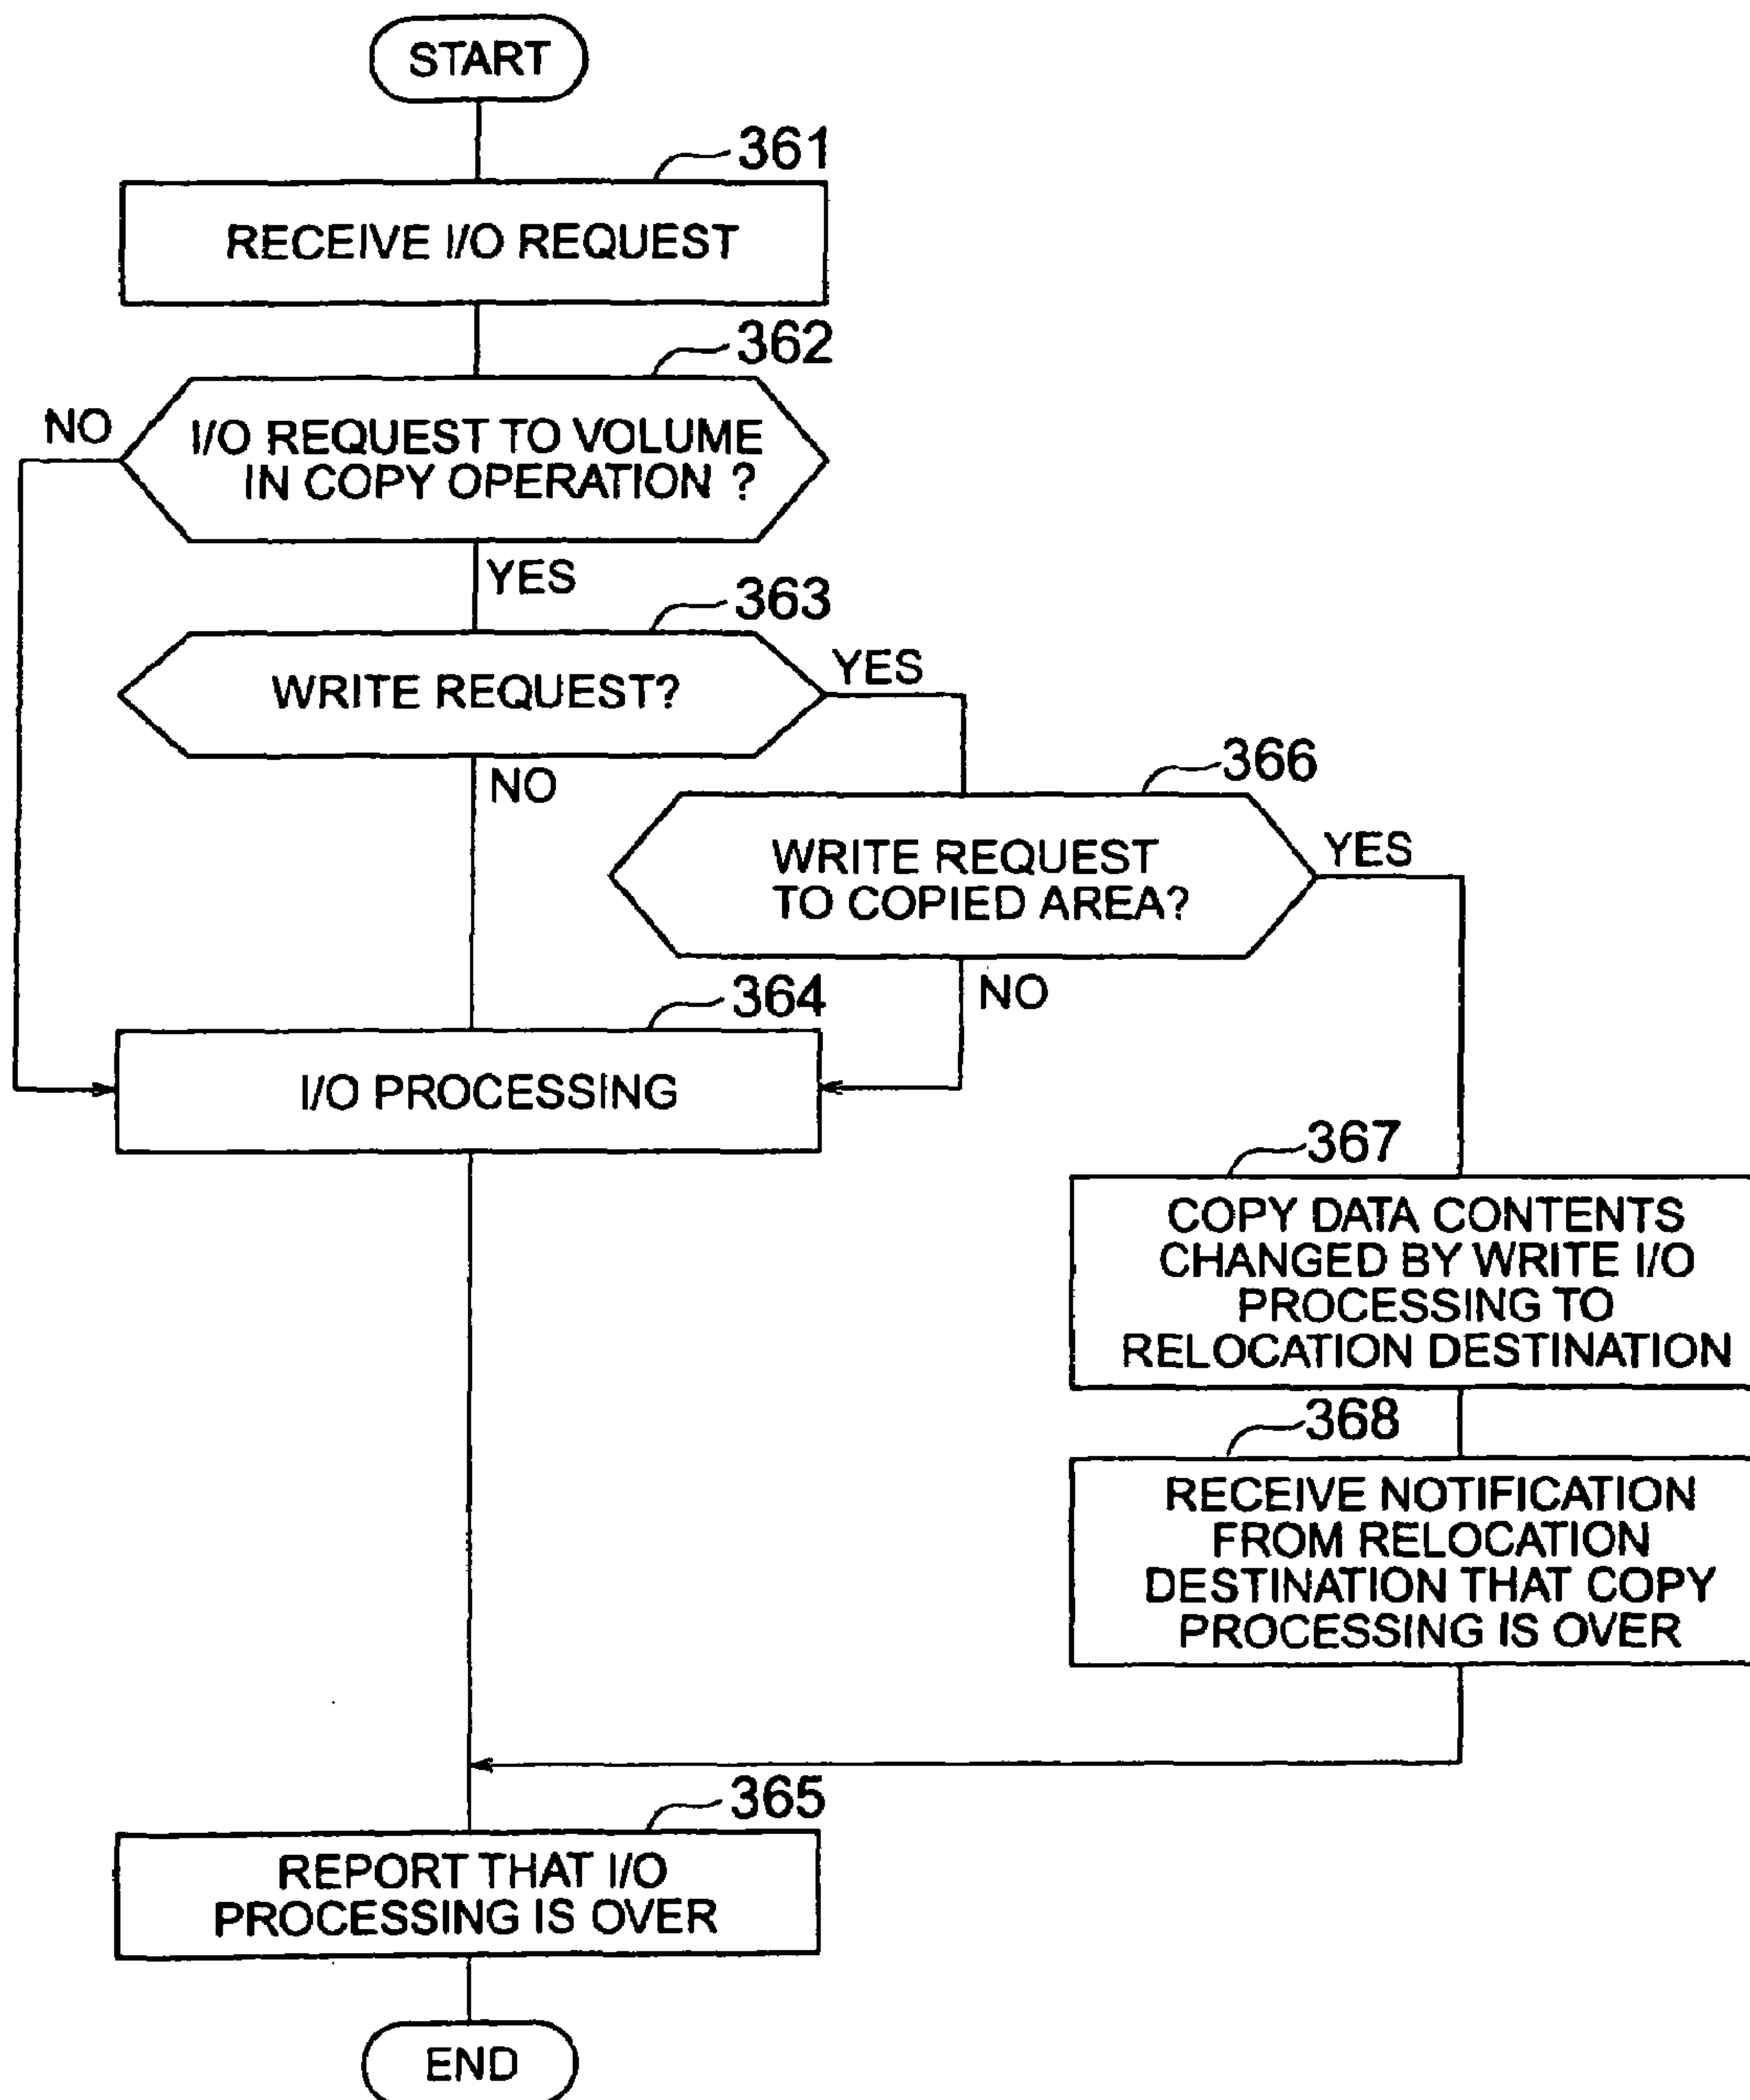 START
361
RECEIVE I/O REQUEST
362
NO
I/O REQUEST TO VOLUME
IN COPY OPERATION ?
YES
363
WRITE REQUEST?
YES
NO
366
WRITE REQUEST
TO COPIED AREA?
YES
NO
364
I/O PROCESSING
367
COPY DATA CONTENTS
CHANGED BY WRITE I/O
PROCESSING TO
RELOCATION DESTINATION
368
RECEIVE NOTIFICATION
FROM RELOCATION
DESTINATION THAT COPY
PROCESSING IS OVER
365
REPORT THAT I/O
PROCESSING IS OVER
END